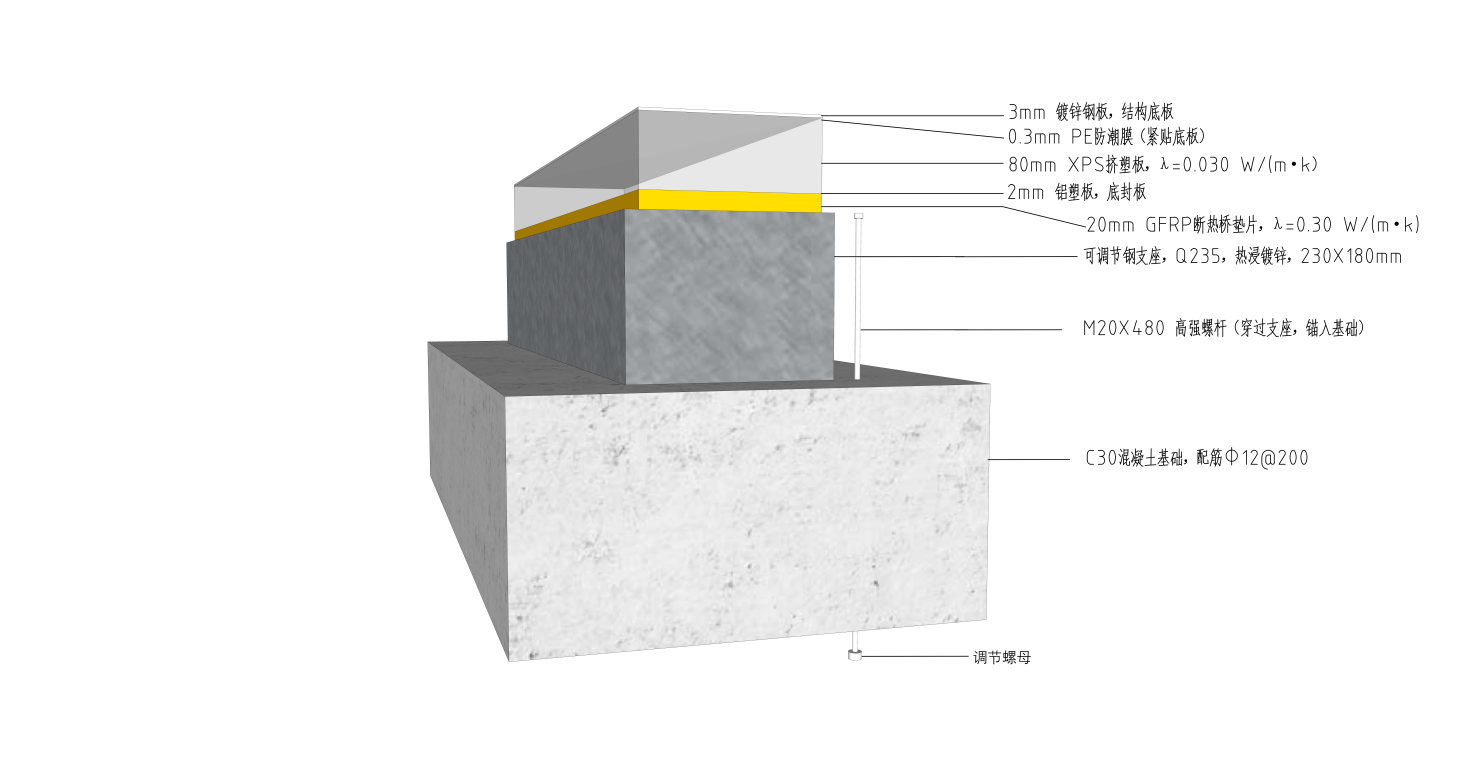 3mm 镀锌钢板，结构底板
0.3mm PE防潮膜（紧贴底板）
80mm XPS挤塑板，λ=0.030 W/(m•k)
2mm 铝塑板，底封板
20mm GFRP断热桥垫片，λ=0.30 W/(m•k)
可调节钢支座，Q235，热浸镀锌，230X180mm
M20X480 高强螺杆（穿过支座，锚入基础）
C30混凝土基础，配筋Φ12@200
调节螺母